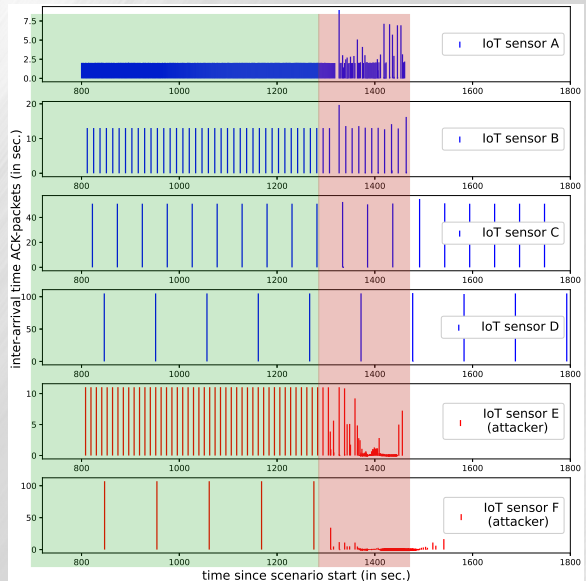 inter-arrival time ACK-packets (in sec.)
7.5
5.0
2.5
0.0
IoT sensor A
800 1000 1200 1400 1600 1800
20
10
0
IoT sensor B
800 1000 1200 1400 1600 1800
40
20
0
IoT sensor C
800 1000 1200 1400 1600 1800
100
50
0
IoT sensor D
800 1000 1200 1400 1600 1800
10
5
0
IoT sensor E
(attacker)
800 1000 1200 1400 1600 1800
100
50
0
IoT sensor F
(attacker)
800 1000 1200 1400 1600 1800
time since scenario start (in sec.)